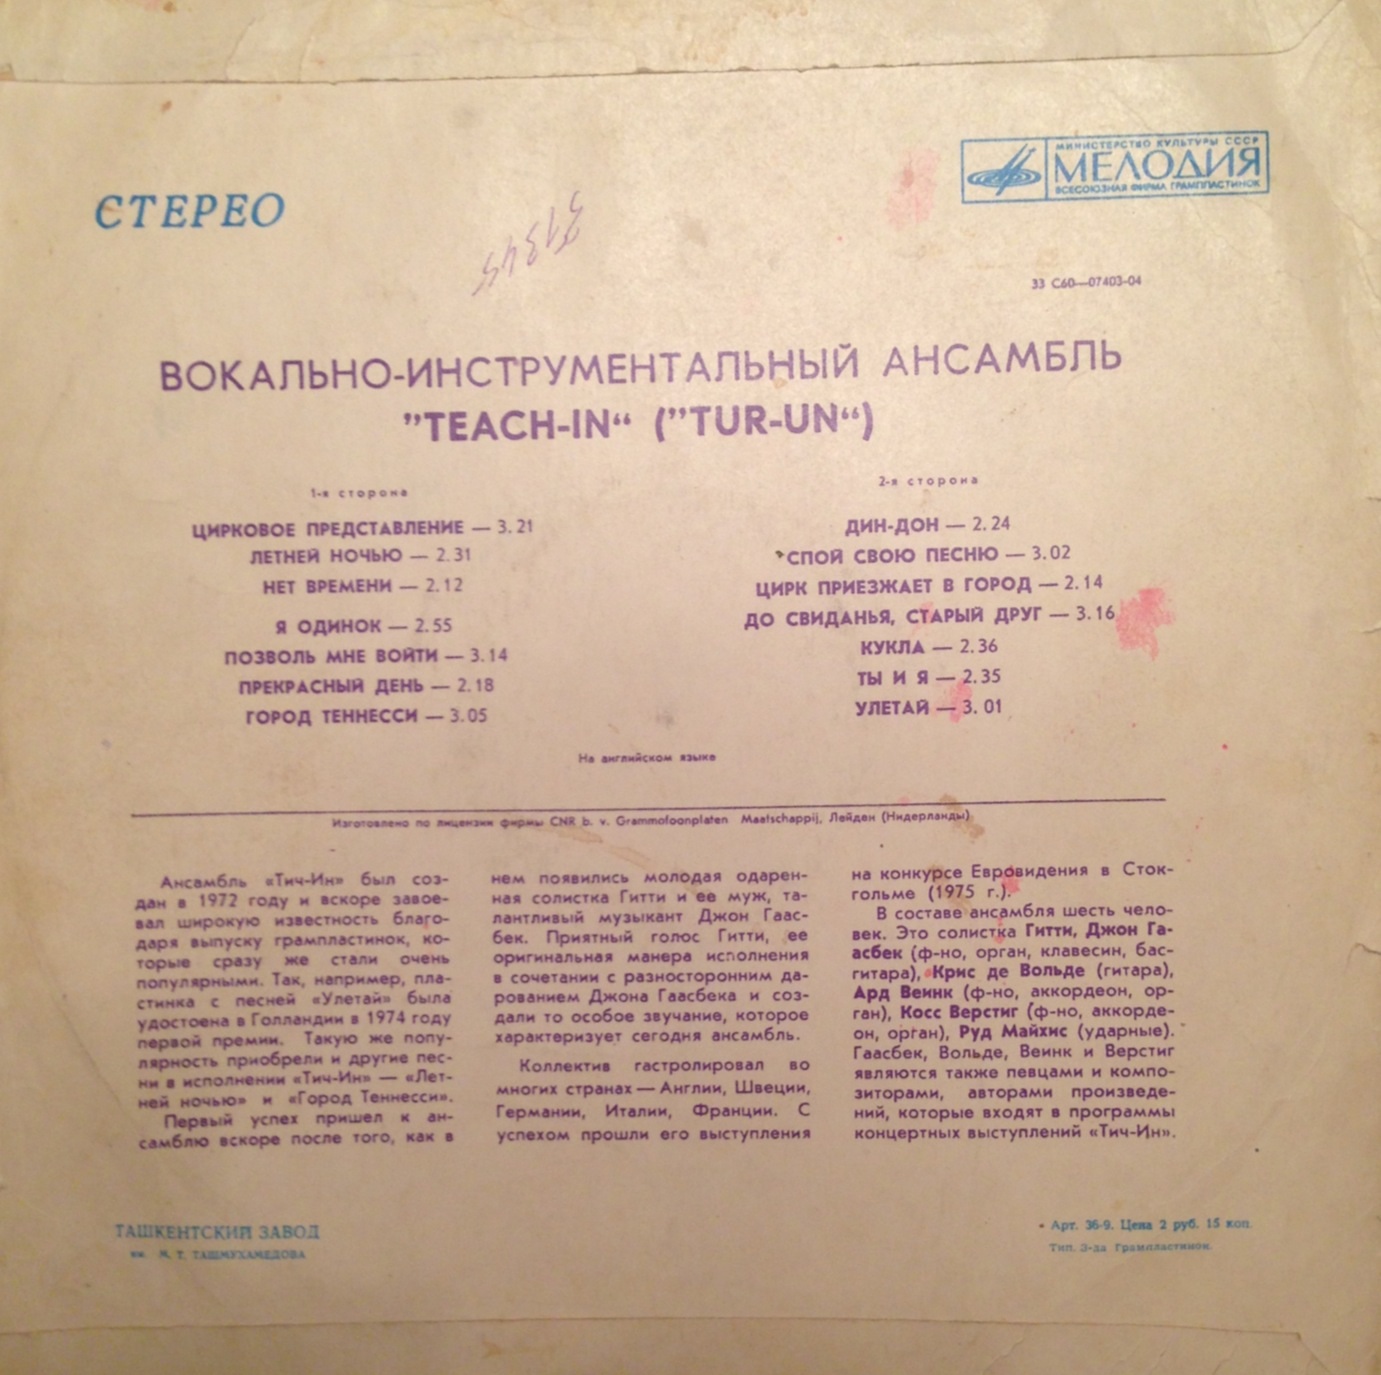 СТЕРЕО
МИНИСТЕРСТВО КУЛЬТУРЫ СССР
МЕЛОДИЯ
ВСЕСОЮЗНАЯ ФИРМА ГРАМПЛАСТИНОК
33 С60—07403-04
ВОКАЛЬНО-ИНСТРУМЕНТАЛЬНЫЙ АНСАМБЛЬ
”TEACH-IN“ (”TUR-UN“)
1-я сторона
ЦИРКОВОЕ ПРЕДСТАВЛЕНИЕ — 3.21
ЛЕТНЕЙ НОЧЬЮ — 2.31
НЕТ ВРЕМЕНИ — 2.12
Я ОДИНОК — 2.55
ПОЗВОЛЬ МНЕ ВОЙТИ — 3.14
ПРЕКРАСНЫЙ ДЕНЬ — 2.18
ГОРОД ТЕННЕССИ — 3.05
2-я сторона
ДИН-ДОН — 2.24
СПОЙ СВОЮ ПЕСНЮ — 3.02
ЦИРК ПРИЕЗЖАЕТ В ГОРОД — 2.14
ДО СВИДАНЬЯ, СТАРЫЙ ДРУГ — 3.16
КУКЛА — 2.36
ТЫ И Я — 2.35
УЛЕТАЙ — 3.01
На английском языке
Изготовлено по лицензии фирмы CNR b. v. Grammofoonplaten Maatschappij, Лейден (Нидерланды)
Ансамбль «Тич-Ин» был соз-
дан в 1972 году и вскоре завое-
вал широкую известность благо-
даря выпуску грампластинок, ко-
торые сразу же стали очень
популярными. Так, например, пла-
стинка с песней «Улетай» была
удостоена в Голландии в 1974 году
первой премии. Такую же попу-
лярность приобрели и другие пес-
ни в исполнении «Тич-Ин» — «Лет-
ней ночью» и «Город Теннесси».
Первый успех пришел к ан-
самблю вскоре после того, как в
нем появились молодая одарен-
ная солистка Гитти и ее муж, та-
лантливый музыкант Джон Гаас-
бек. Приятный голос Гитти, ее
оригинальная манера исполнения
в сочетании с разносторонним да-
рованием Джона Гаасбека и соз-
дали то особое звучание, которое
характеризует сегодня ансамбль.
Коллектив гастролировал во
многих странах — Англии, Швеции,
Германии, Италии, Франции. С
успехом прошли его выступления
на конкурсе Евровидения в Сток-
гольме (1975 г.).
В составе ансамбля шесть чело-
век. Это солистка Гитти, Джон Га-
асбек (ф-но, орган, клавесин, бас-
гитара), Крис де Вольде (гитара),
Ард Веинк (ф-но, аккордеон, ор-
ган), Косс Верстиг (ф-но, аккорде-
он, орган), Руд Майхис (ударные).
Гаасбек, Вольде, Веинк и Верстиг
являются также певцами и компо-
зиторами, авторами произведе-
ний, которые входят в программы
концертных выступлений «Тич-Ин».
ТАШКЕНТСКИЙ ЗАВОД
им. М. Т. ТАШМУХАМЕДОВА
Арт. 36-9. Цена 2 руб. 15 коп.
Тип. З-да Грампластинок.